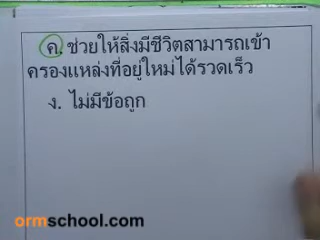 ค. ช่วยให้สิ่งมีชีวิตสามารถเข้า
ครองแหล่งที่อยู่ใหม่ได้รวดเร็ว
ง. ไม่มีข้อถูก
ormschool.com